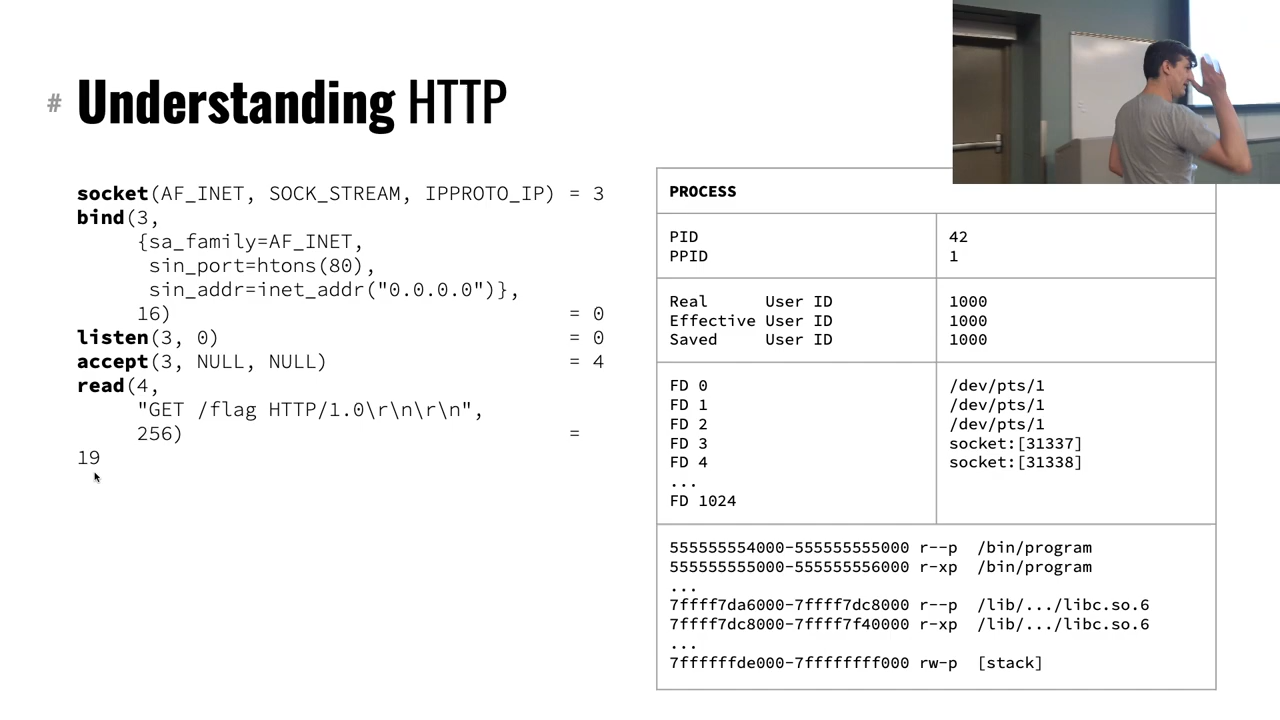 # Understanding HTTP
socket(AF_INET, SOCK_STREAM, IPPROTO_IP) = 3
bind(3,
{sa_family=AF_INET,
sin_port=htons(80),
sin_addr=inet_addr("0.0.0.0")},
16) = 0
listen(3, 0) = 0
accept(3, NULL, NULL) = 4
read(4,
"GET /flag HTTP/1.0\r\n\r\n",
256) =
19
PROCESS
PID 42
PPID 1
Real User ID 1000
Effective User ID 1000
Saved User ID 1000
FD 0 /dev/pts/1
FD 1 /dev/pts/1
FD 2 /dev/pts/1
FD 3 socket:[31337]
FD 4 socket:[31338]
...
FD 1024
555555554000-555555555000 r--p /bin/program
555555555000-555555556000 r-xp /bin/program
...
7ffff7da6000-7ffff7dc8000 r--p /lib/.../libc.so.6
7ffff7dc8000-7ffff7f40000 r-xp /lib/.../libc.so.6
...
7ffffffde000-7ffffffff000 rw-p [stack]